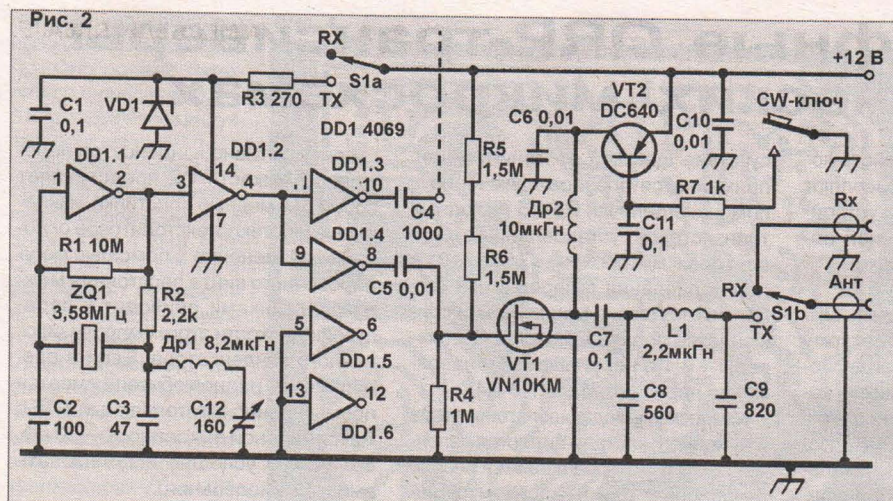 Рис. 2
RX
S1a
TX
+12 В
C1
0,1
VD1
R3 270
DD1 4069
C6 0,01
VT2
DC640
C10
0,01
CW-ключ
DD1.1
1
2
DD1.2
3
14
4
7
DD1.3
10
C4
1000
R5
1,5M
Др2
10мкГн
R7 1k
C11
0,1
Rx
R1 10M
DD1.4
9
8
C5 0,01
R6
1,5M
RX
Ант
ZQ1
3,58МГц
R2
2,2k
5
6
DD1.5
VT1
VN10KM
C7
0,1
L1
2,2мкГн
TX
S1b
Др1 8,2мкГн
C2
100
C3
47
C12
160
13
12
DD1.6
R4
1M
C8
560
C9
820